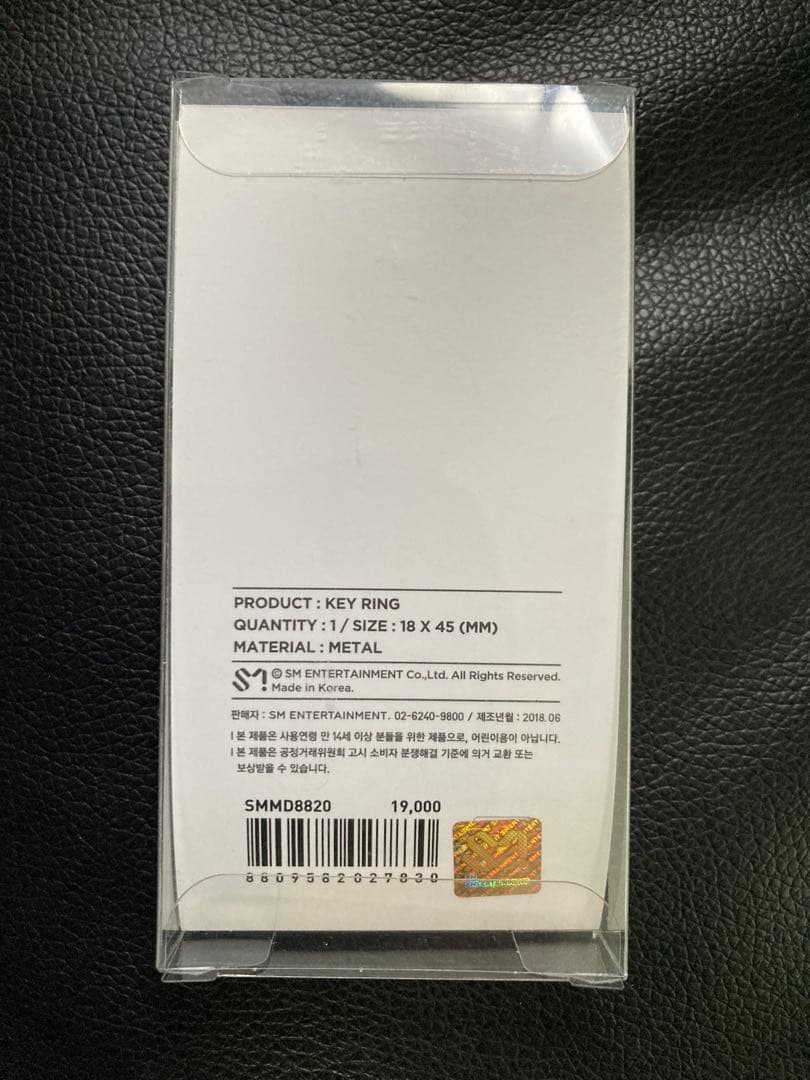 PRODUCT : KEY RING
QUANTITY : 1 / SIZE : 18 X 45 (MM)
MATERIAL : METAL
SM! © SM ENTERTAINMENT Co.,Ltd. All Rights Reserved.
Made in Korea.
판매자 : SM ENTERTAINMENT. 02-6240-9800 / 제조년월 : 2018.06
l 본 제품은 사용연령 만 14세 이상 분들을 위한 제품으로, 어린이용이 아닙니다.
l 본 제품은 공정거래위원회 고시 소비자 분쟁해결 기준에 의거 교환 또는
보상받을 수 있습니다.
SMMD8820 19,000
8809582027830